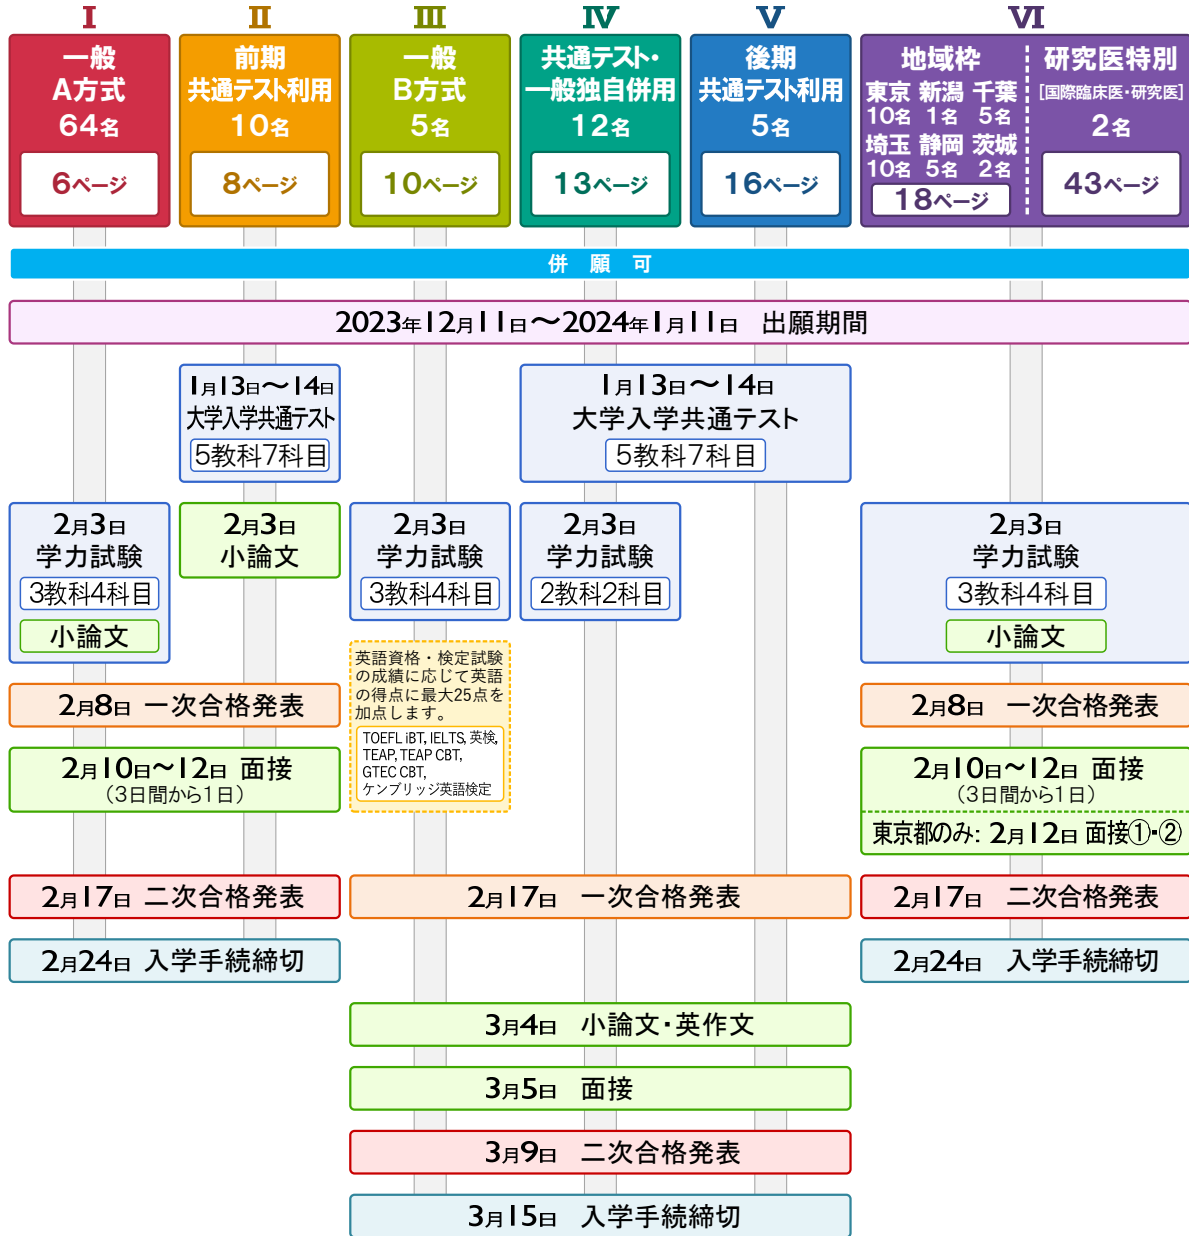 I
一般
A方式
64名
6ページ
II
前期
共通テスト利用
10名
8ページ
III
一般
B方式
5名
10ページ
IV
共通テスト・
一般独自併用
12名
13ページ
V
後期
共通テスト利用
5名
16ページ
VI
地域枠
東京 新潟 千葉
10名 1名 5名
埼玉 静岡 茨城
10名 5名 2名
18ページ
研究医特別
[国際臨床医・研究医]
2名
43ページ
併願可
2023年12月11日〜2024年1月11日 出願期間
1月13日〜14日
大学入学共通テスト
5教科7科目
1月13日〜14日
大学入学共通テスト
5教科7科目
2月3日
学力試験
3教科4科目
小論文
2月3日
小論文
2月3日
学力試験
3教科4科目
2月3日
学力試験
2教科2科目
2月3日
学力試験
3教科4科目
小論文
英語資格・検定試験
の成績に応じて英語
の得点に最大25点を
加点します。
TOEFL iBT, IELTS, 英検,
TEAP, TEAP CBT,
GTEC CBT,
ケンブリッジ英語検定
2月8日 一次合格発表
2月8日 一次合格発表
2月10日〜12日 面接
(3日間から1日)
2月10日〜12日 面接
(3日間から1日)
東京都のみ: 2月12日 面接①・②
2月17日 二次合格発表
2月17日 一次合格発表
2月17日 二次合格発表
2月24日 入学手続締切
2月24日 入学手続締切
3月4日 小論文・英作文
3月5日 面接
3月9日 二次合格発表
3月15日 入学手続締切